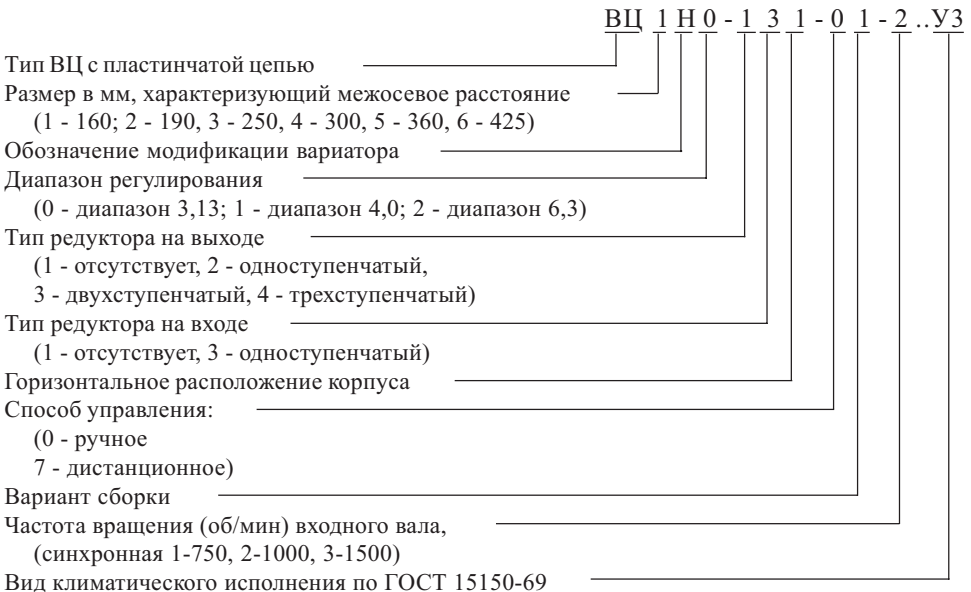 ВЦ 1 Н 0 - 1 3 1 - 0 1 - 2 ..У3
Тип ВЦ с пластинчатой цепью
Размер в мм, характеризующий межосевое расстояние
(1 - 160; 2 - 190, 3 - 250, 4 - 300, 5 - 360, 6 - 425)
Обозначение модификации вариатора
Диапазон регулирования
(0 - диапазон 3,13; 1 - диапазон 4,0; 2 - диапазон 6,3)
Тип редуктора на выходе
(1 - отсутствует, 2 - одноступенчатый,
3 - двухступенчатый, 4 - трехступенчатый)
Тип редуктора на входе
(1 - отсутствует, 3 - одноступенчатый)
Горизонтальное расположение корпуса
Способ управления:
(0 - ручное
7 - дистанционное)
Вариант сборки
Частота вращения (об/мин) входного вала,
(синхронная 1-750, 2-1000, 3-1500)
Вид климатического исполнения по ГОСТ 15150-69